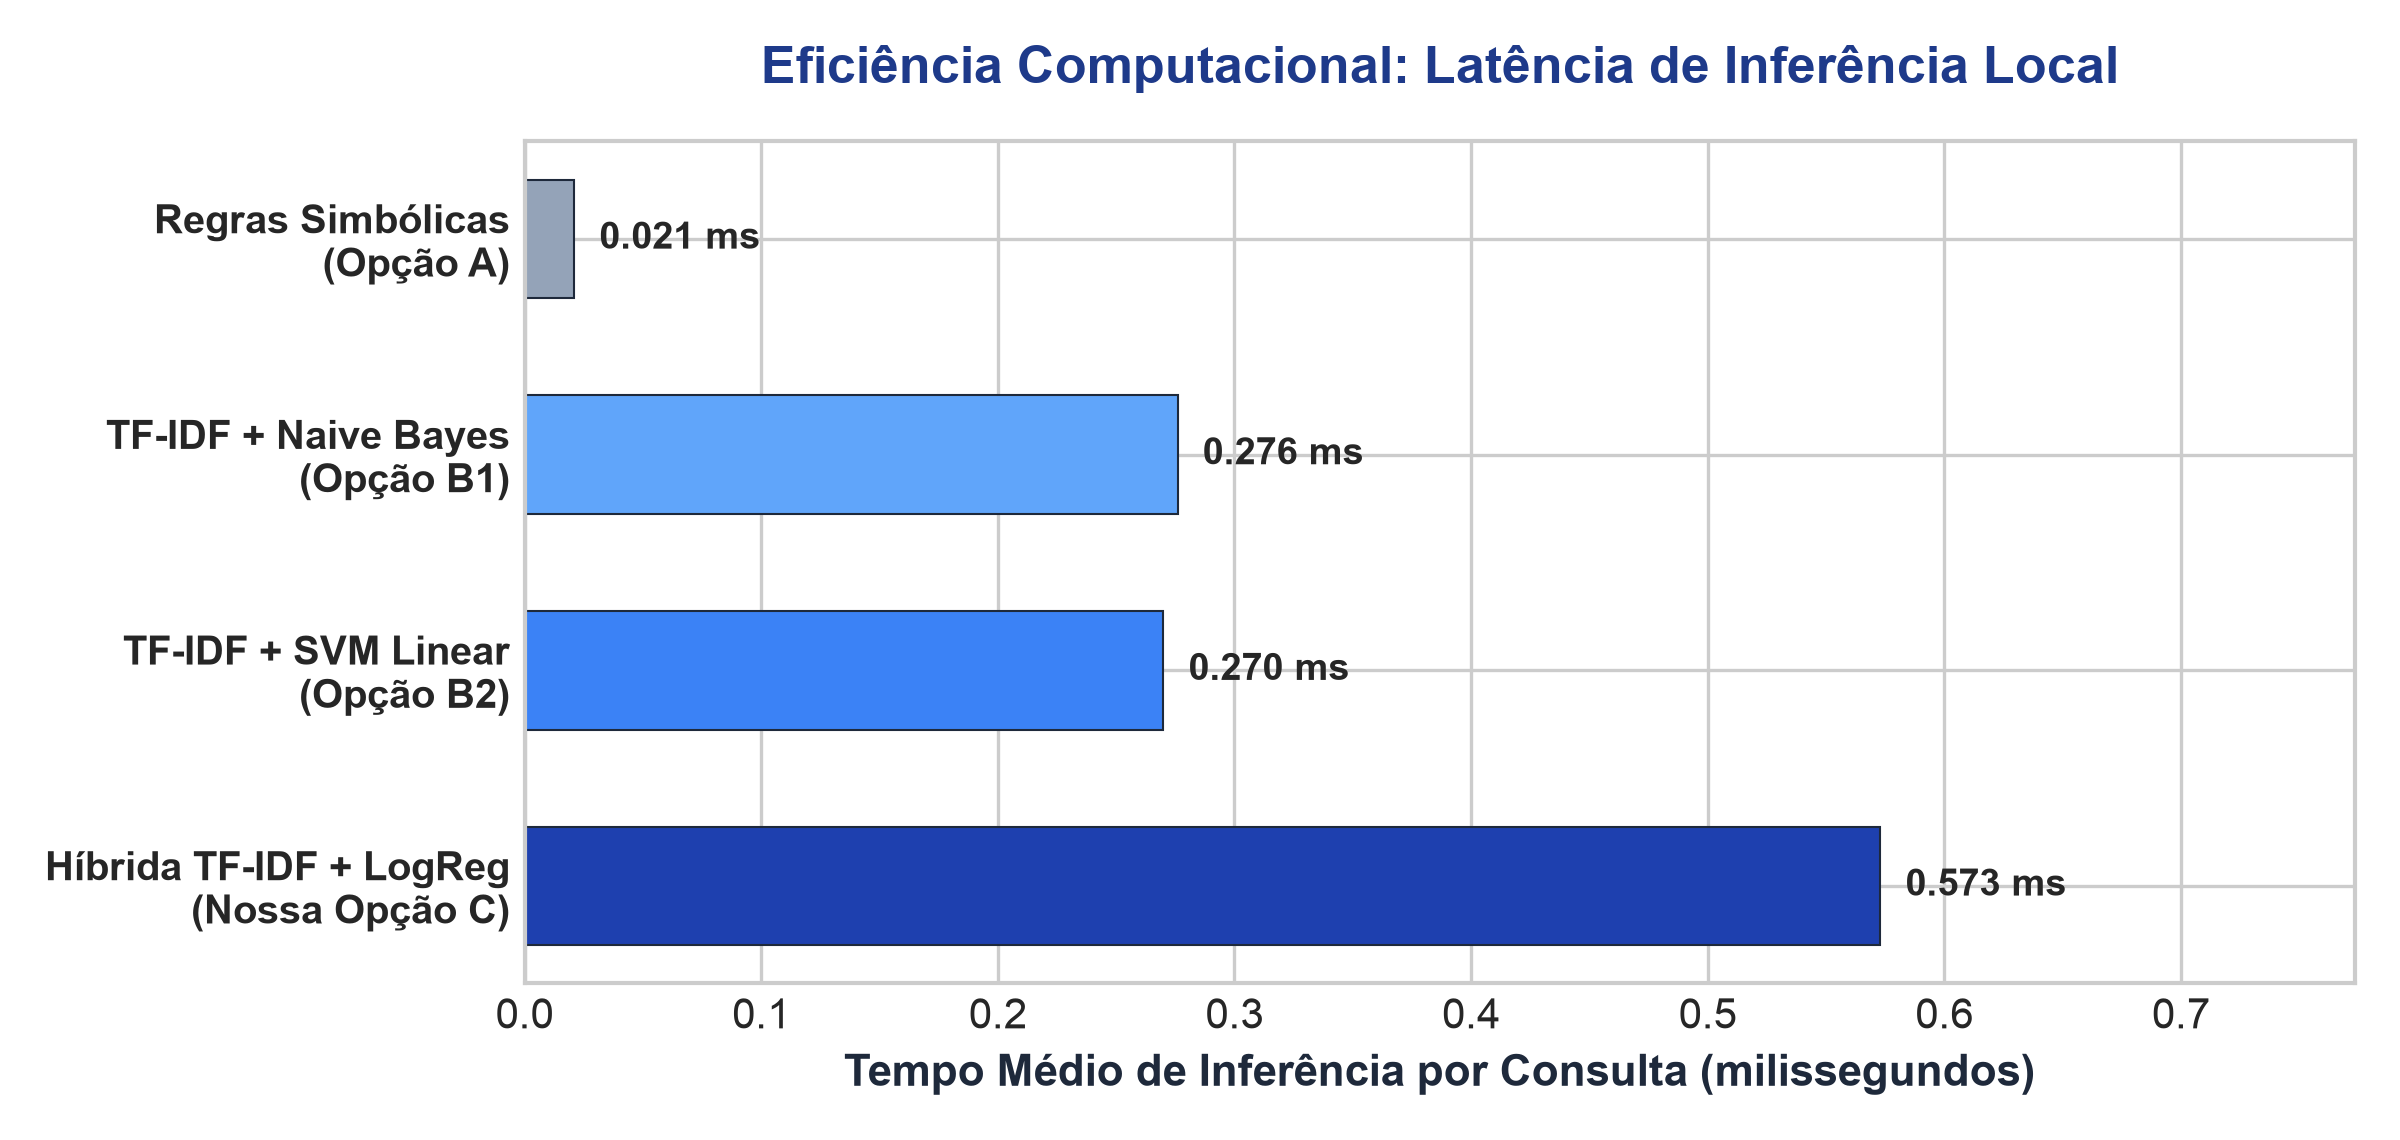 Eficiência Computacional: Latência de Inferência Local
Regras Simbólicas
(Opção A)
0.021 ms
TF-IDF + Naive Bayes
(Opção B1)
0.276 ms
TF-IDF + SVM Linear
(Opção B2)
0.270 ms
Híbrida TF-IDF + LogReg
(Nossa Opção C)
0.573 ms
0.0 0.1 0.2 0.3 0.4 0.5 0.6 0.7
Tempo Médio de Inferência por Consulta (milissegundos)